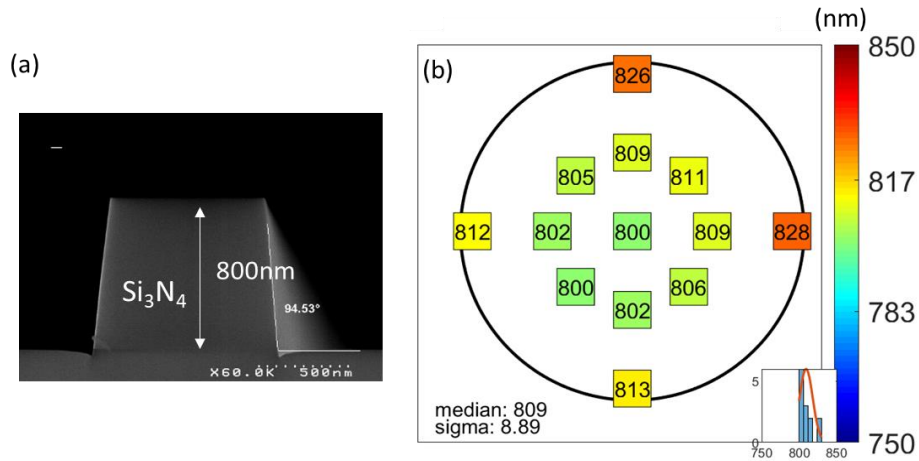 (nm)
(a)
(b)
Si₃N₄
800nm
94.53°
X60.0K 500nm
826
809
805
811
812
802
800
809
828
800
806
802
813
median: 809
sigma: 8.89
5
0
750
800
850
850
817
783
750